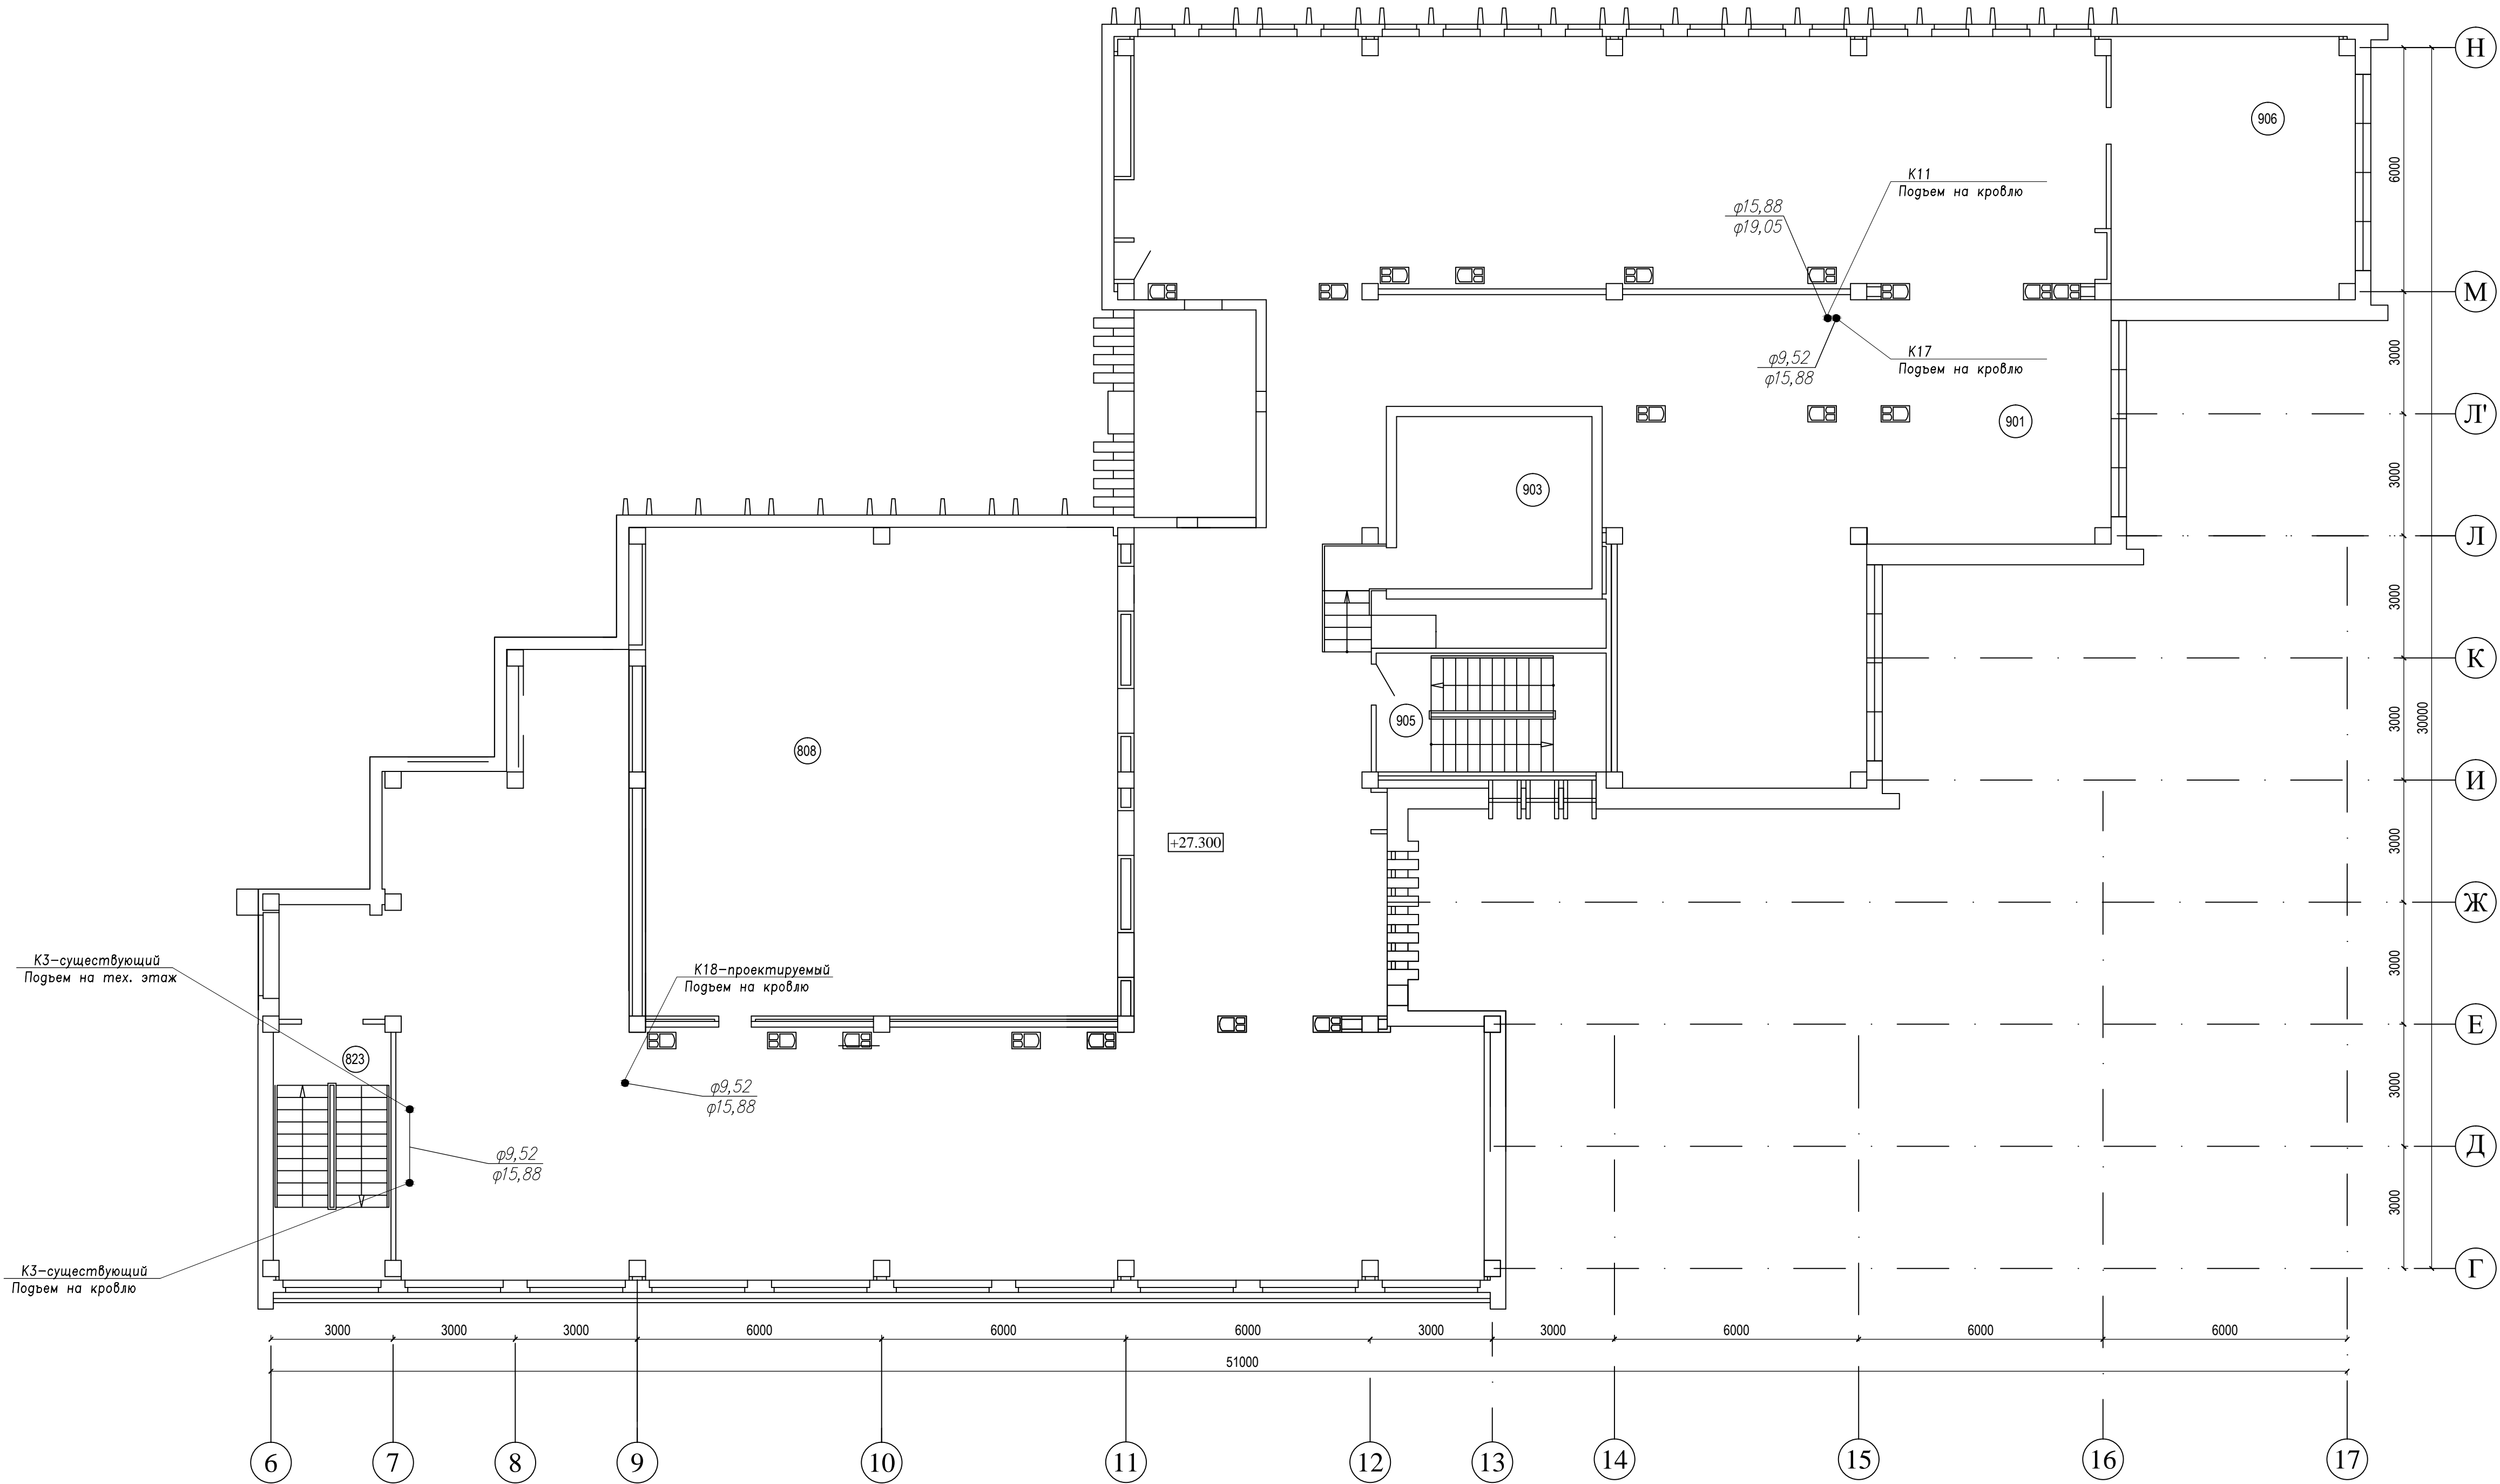 Н
906
6000
К11
Подъем на кровлю
φ15,88
φ19,05
М
3000
К17
Подъем на кровлю
φ9,52
φ15,88
Л'
901
903
3000
Л
3000
К
905
3000
30000
808
И
+27.300
3000
Ж
К3-существующий
Подъем на тех. этаж
К18-проектируемый
Подъем на кровлю
3000
Е
823
φ9,52
φ15,88
3000
Д
φ9,52
φ15,88
3000
К3-существующий
Подъем на кровлю
Г
3000 3000 3000 6000 6000 6000 3000 3000 6000 6000 6000
51000
6 7 8 9 10 11 12 13 14 15 16 17